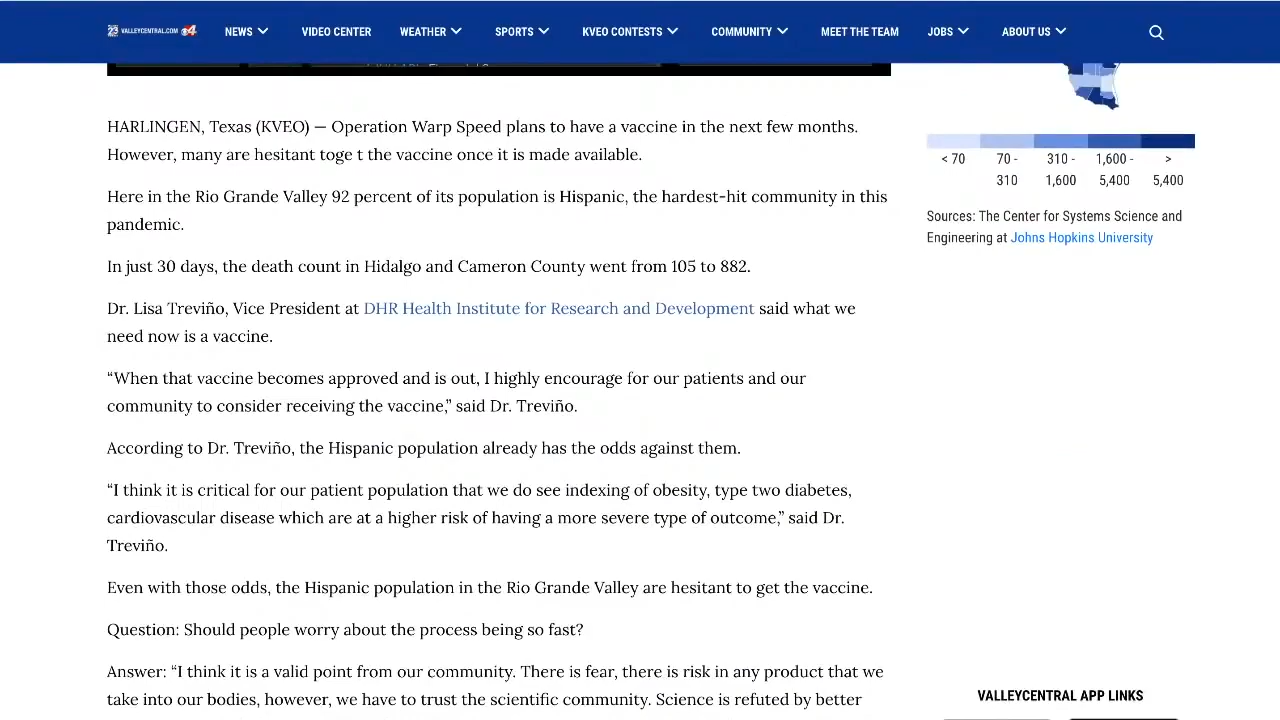 23 VALLEYCENTRAL.COM 4 NEWS VIDEO CENTER WEATHER SPORTS KVEO CONTESTS COMMUNITY MEET THE TEAM JOBS ABOUT US
HARLINGEN, Texas (KVEO) — Operation Warp Speed plans to have a vaccine in the next few months.
However, many are hesitant toge t the vaccine once it is made available.
Here in the Rio Grande Valley 92 percent of its population is Hispanic, the hardest-hit community in this
pandemic.
In just 30 days, the death count in Hidalgo and Cameron County went from 105 to 882.
Dr. Lisa Treviño, Vice President at DHR Health Institute for Research and Development said what we
need now is a vaccine.
“When that vaccine becomes approved and is out, I highly encourage for our patients and our
community to consider receiving the vaccine,” said Dr. Treviño.
According to Dr. Treviño, the Hispanic population already has the odds against them.
“I think it is critical for our patient population that we do see indexing of obesity, type two diabetes,
cardiovascular disease which are at a higher risk of having a more severe type of outcome,” said Dr.
Treviño.
Even with those odds, the Hispanic population in the Rio Grande Valley are hesitant to get the vaccine.
Question: Should people worry about the process being so fast?
Answer: “I think it is a valid point from our community. There is fear, there is risk in any product that we
take into our bodies, however, we have to trust the scientific community. Science is refuted by better
< 70 70 - 310 - 1,600 - >
310 1,600 5,400 5,400
Sources: The Center for Systems Science and
Engineering at Johns Hopkins University
VALLEYCENTRAL APP LINKS